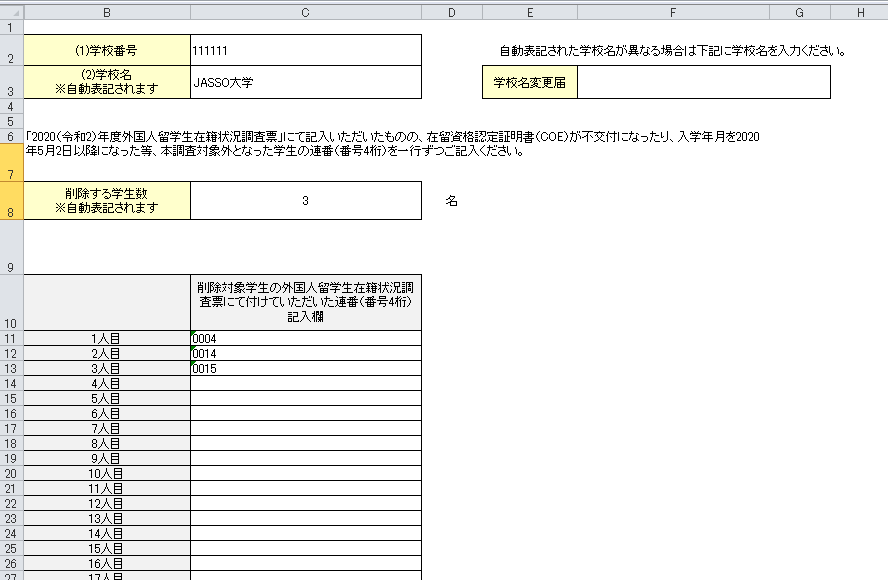 B C D E F G H
1
2 (1)学校番号 111111 自動表記された学校名が異なる場合は下記に学校名を入力ください。
(2)学校名
3 ※自動表記されます JASSO大学 学校名変更届
4
5
6 「2020(令和2)年度外国人留学生在籍状況調査票」にて記入いただいたものの、在留資格認定証明書(COE)が不交付になったり、入学年月を2020
年5月2日以降になった等、本調査対象外となった学生の連番(番号4桁)を一行ずつご記入ください。
7
削除する学生数 3 名
8 ※自動表記されます
9
削除対象学生の外国人留学生在籍状況調
査票にて付けていただいた連番(番号4桁)
10 記入欄
11 1人目 0004
12 2人目 0014
13 3人目 0015
14 4人目
15 5人目
16 6人目
17 7人目
18 8人目
19 9人目
20 10人目
21 11人目
22 12人目
23 13人目
24 14人目
25 15人目
26 16人目
27 17人目